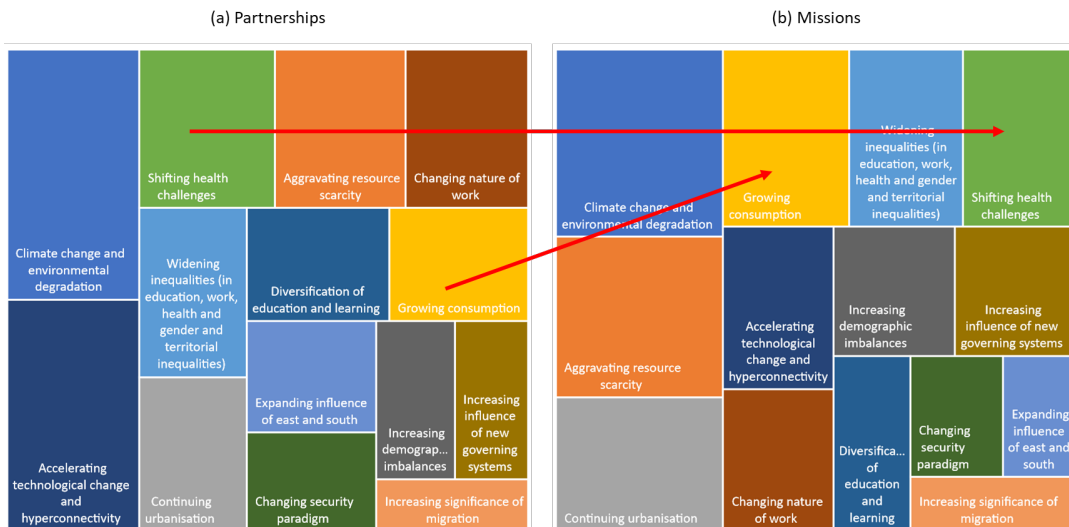 (a) Partnerships
Climate change and
environmental
degradation
Shifting health
challenges
Aggravating resource
scarcity
Changing nature of
work
Widening
inequalities (in
education, work,
health and
gender and
territorial
inequalities)
Diversification of
education and learning
Growing consumption
Accelerating
technological change
and
hyperconnectivity
Continuing
urbanisation
Expanding influence
of east and south
Changing security
paradigm
Increasing
demograp...
imbalances
Increasing
influence
of new
governing
systems
Increasing significance of
migration
(b) Missions
Climate change and
environmental degradation
Growing
consumption
Widening
inequalities (in
education, work,
health and gender
and territorial
inequalities)
Shifting health
challenges
Aggravating resource
scarcity
Continuing urbanisation
Accelerating
technological
change and
hyperconnectivity
Changing nature of
work
Increasing
demographic
imbalances
Increasing
influence of new
governing systems
Diversifica...
of
education
and
learning
Changing
security
paradigm
Expanding
influence
of east and
south
Increasing significance of
migration